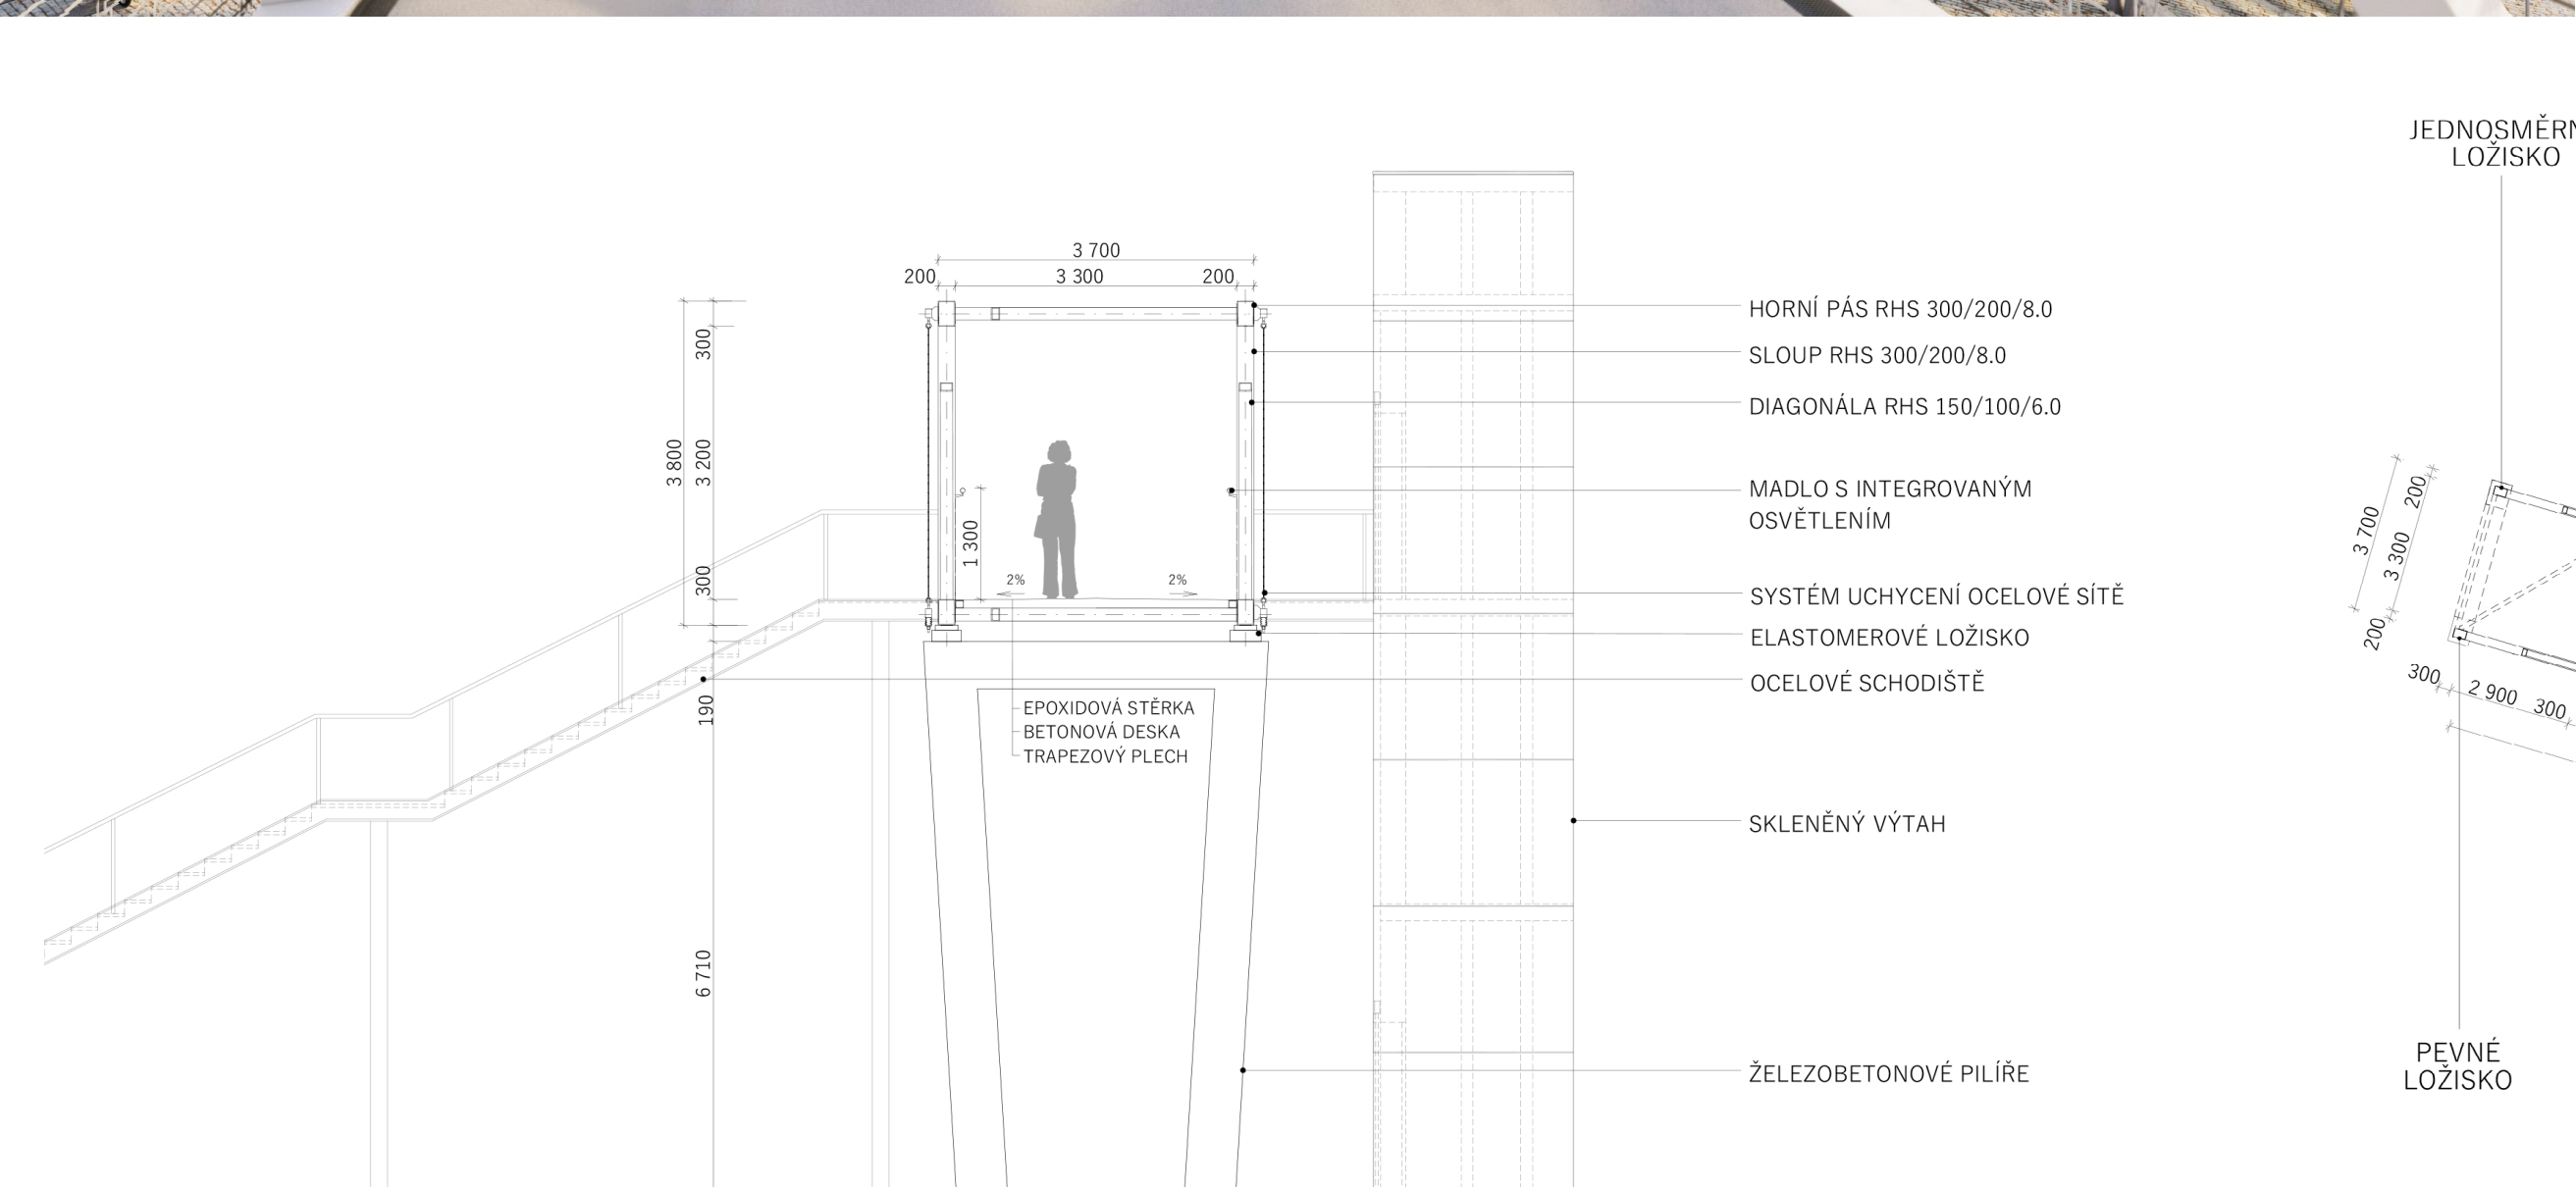 3 700
200
3 300
200
300
3 800
3 200
300
190
6 710
1 300
2%
2%
HORNÍ PÁS RHS 300/200/8.0
SLOUP RHS 300/200/8.0
DIAGONÁLA RHS 150/100/6.0
MADLO S INTEGROVANÝM
OSVĚTLENÍM
SYSTÉM UCHYCENÍ OCELOVÉ SÍTĚ
ELASTOMEROVÉ LOŽISKO
OCELOVÉ SCHODIŠTĚ
EPOXIDOVÁ STĚRKA
BETONOVÁ DESKA
TRAPEZOVÝ PLECH
SKLENĚNÝ VÝTAH
ŽELEZOBETONOVÉ PILÍŘE
JEDNOSMĚRN
LOŽISKO
3 700
200
3 300
200
300
2 900
300
PEVNÉ
LOŽISKO